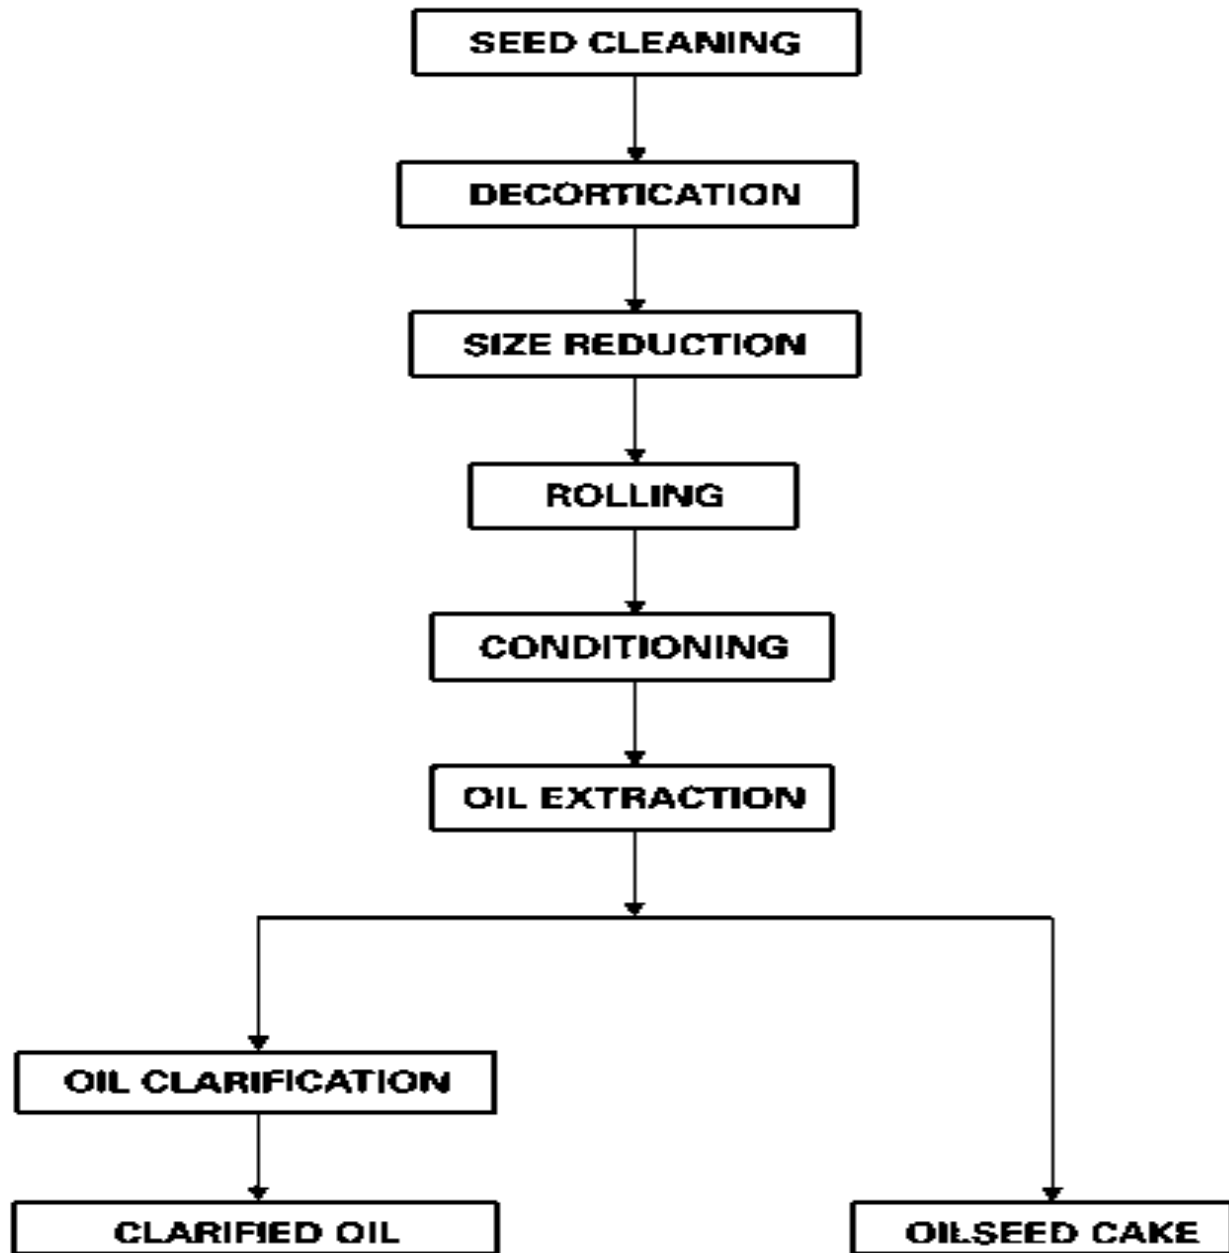 SEED CLEANING
DECORTICATION
SIZE REDUCTION
ROLLING
CONDITIONING
OIL EXTRACTION
OIL CLARIFICATION
CLARIFIED OIL
OILSEED CAKE